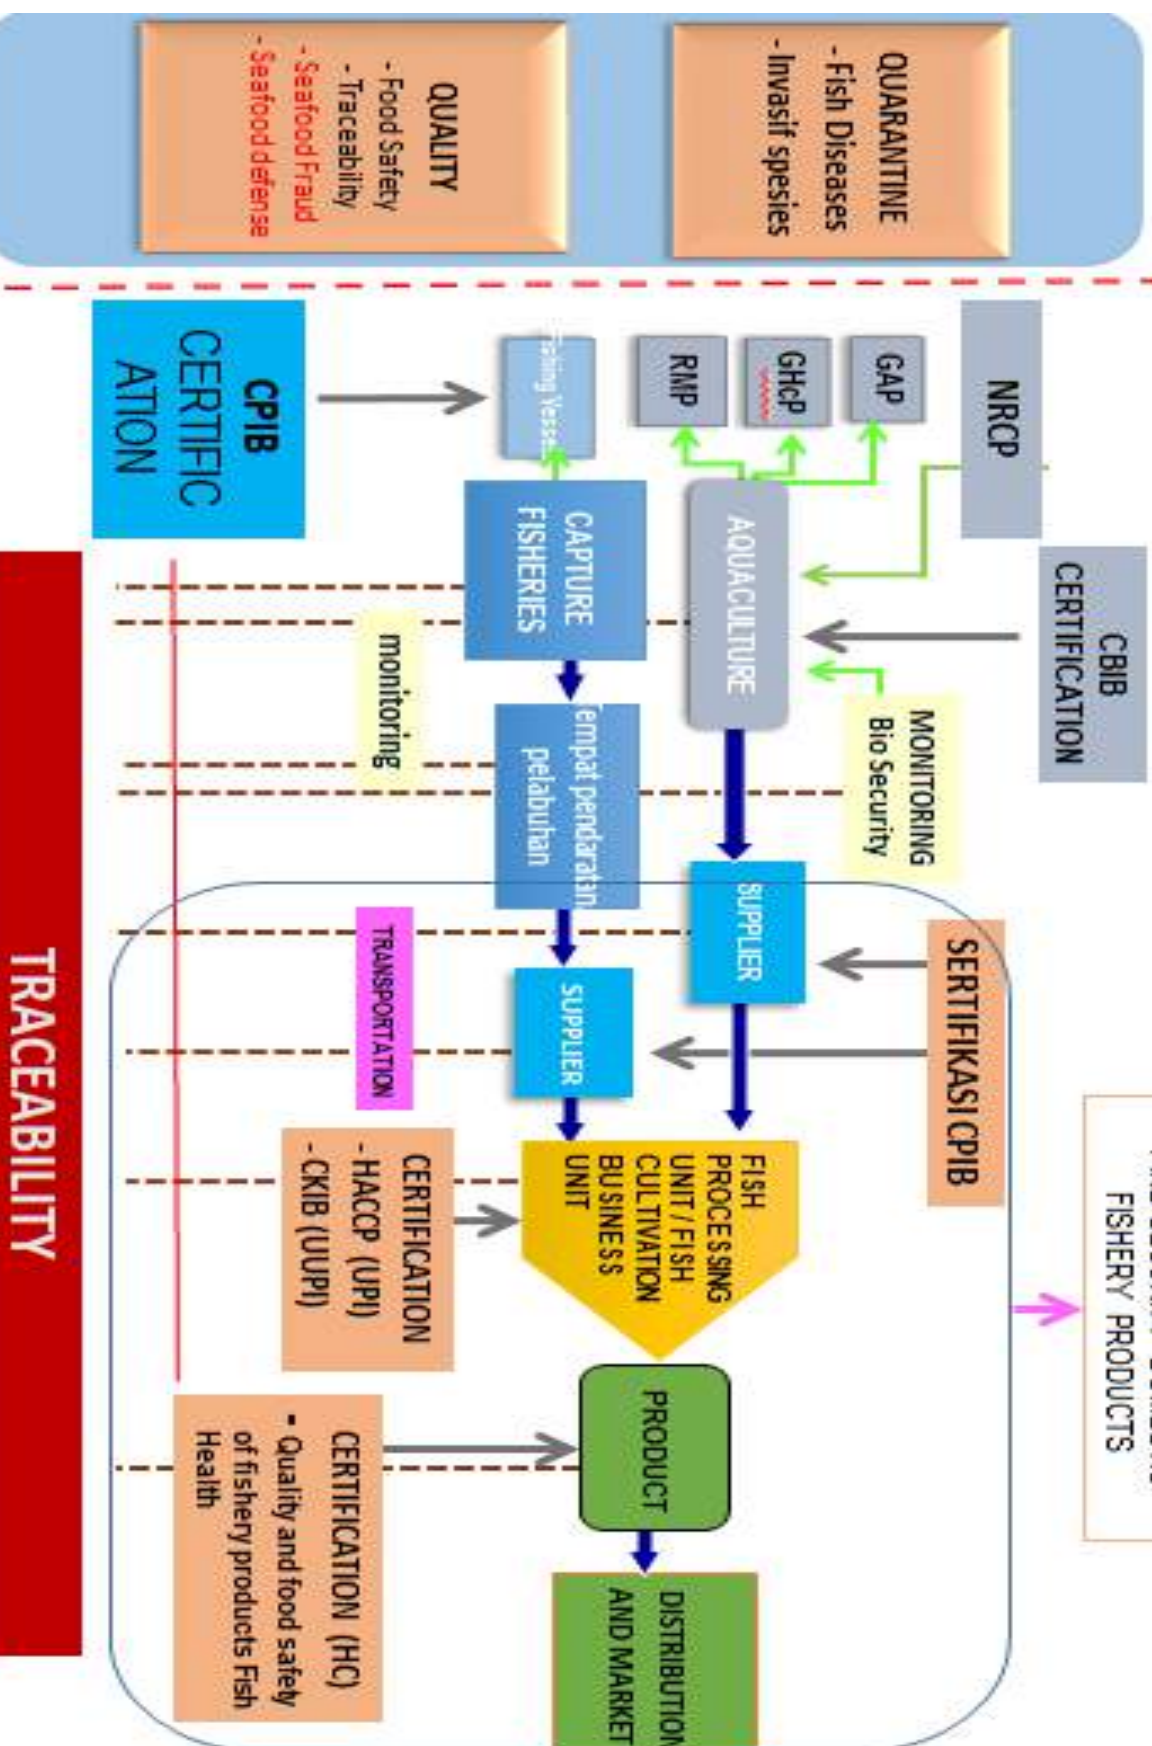 QUARANTINE
- Fish Diseases
- Invasif spesies
QUALITY
- Food Safety
- Traceability
- Seafood Fraud
- Seafood defense
NRCP
CBIB
CERTIFICATION
GAP
GHcP
RMP
AQUACULTURE
MONITORING
Bio Security
SUPPLIER
SERTIFIKASI CPIB
FISHERY PRODUCTS
CPIB
CERTIFIC
ATION
CAPTURE
FISHERIES
monitoring
empat pendaratan
pelabuhan
SUPPLIER
TRANSPORTATION
FISH
PROCESSING
UNIT / FISH
CULTIVATION
BUSINESS
UNIT
CERTIFICATION
- HACCP (UPI)
- CKIB (UUPI)
PRODUCT
DISTRIBUTION
AND MARKET
CERTIFICATION (HC)
- Quality and food safety
of fishery products Fish
Health
TRACEABILITY